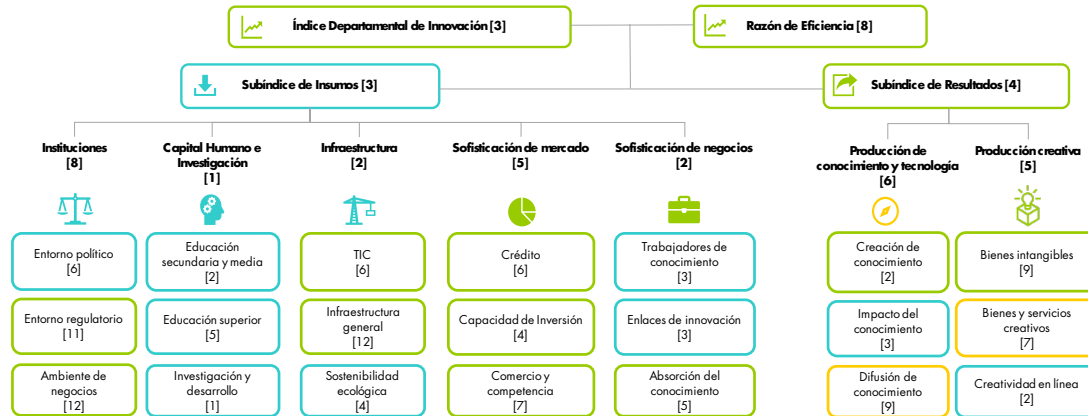 Índice Departamental de Innovación [3]
Razón de Eficiencia [8]
Subíndice de Insumos [3]
Subíndice de Resultados [4]
Instituciones
[8]
Capital Humano e
Investigación
[1]
Infraestructura
[2]
Sofisticación de mercado
[5]
Sofisticación de negocios
[2]
Producción de
conocimiento y tecnología
[6]
Producción creativa
[5]
Entorno político
[6]
Educación
secundaria y media
[2]
TIC
[6]
Crédito
[6]
Trabajadores de
conocimiento
[3]
Creación de
conocimiento
[2]
Bienes intangibles
[9]
Entorno regulatorio
[11]
Educación superior
[5]
Infraestructura
general
[12]
Capacidad de Inversión
[4]
Enlaces de innovación
[3]
Impacto del
conocimiento
[3]
Bienes y servicios
creativos
[7]
Ambiente de
negocios
[12]
Investigación y
desarrollo
[1]
Sostenibilidad
ecológica
[4]
Comercio y
competencia
[7]
Absorción del
conocimiento
[5]
Difusión de
conocimiento
[9]
Creatividad en línea
[2]